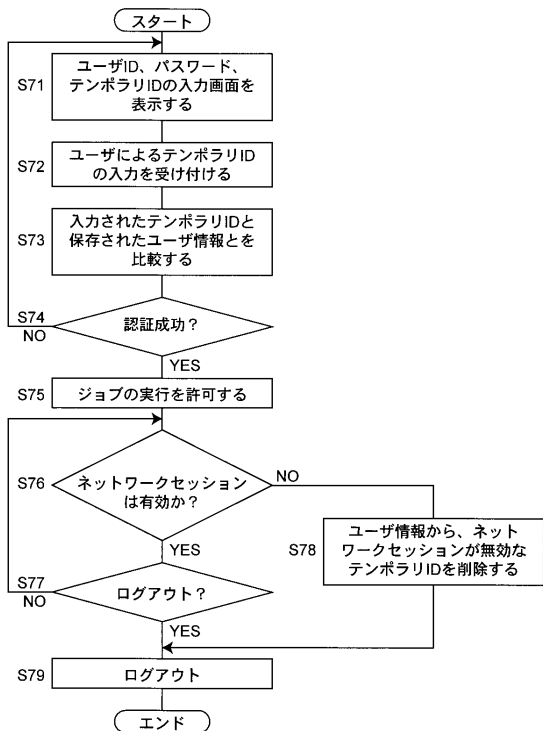 スタート
S71
ユーザID、パスワード、
テンポラリIDの入力画面を
表示する
S72
ユーザによるテンポラリID
の入力を受け付ける
S73
入力されたテンポラリIDと
保存されたユーザ情報とを
比較する
S74
NO
認証成功？
YES
S75
ジョブの実行を許可する
S76
ネットワークセッション
は有効か？
NO
YES
S78
ユーザ情報から、ネット
ワークセッションが無効な
テンポラリIDを削除する
S77
NO
ログアウト？
YES
S79
ログアウト
エンド